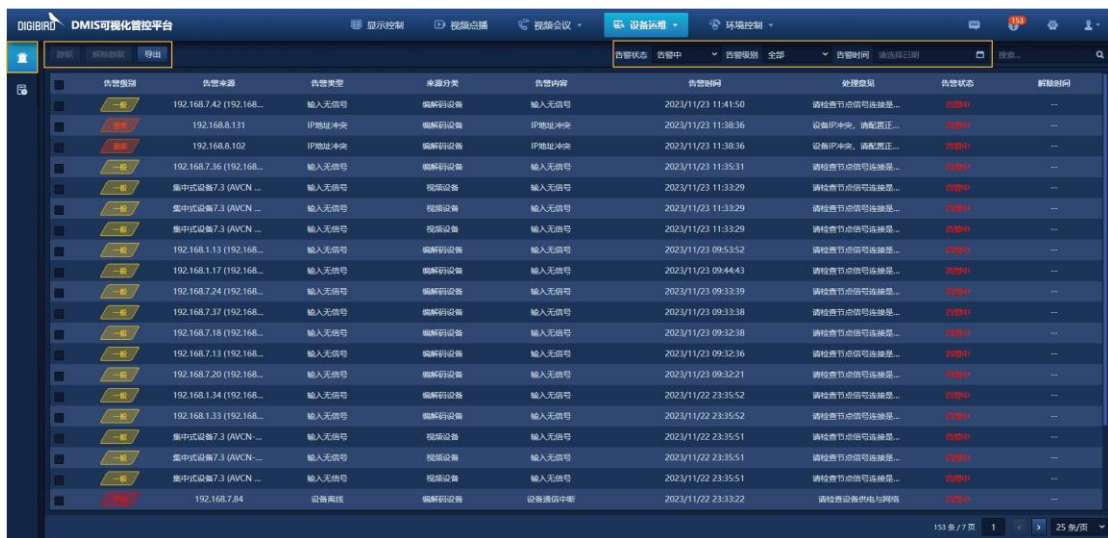 DIGIBIRD DMIS可视化管控平台 显示控制 视频点播 视频会议 设备运维 环境控制 153
静默 解除静默 导出 告警状态 告警中 告警级别 全部 告警时间 请选择日期 搜索...
告警级别 告警来源 告警类型 来源分类 告警内容 告警时间 处理意见 告警状态 解除时间
一般 192.168.7.42 (192.168... 输入无信号 编解码设备 输入无信号 2023/11/23 11:41:50 请检查节点信号连接是... 告警中 --
重要 192.168.8.131 IP地址冲突 编解码设备 IP地址冲突 2023/11/23 11:38:36 设备IP冲突，请配置正... 告警中 --
重要 192.168.8.102 IP地址冲突 编解码设备 IP地址冲突 2023/11/23 11:38:36 设备IP冲突，请配置正... 告警中 --
一般 192.168.7.36 (192.168... 输入无信号 编解码设备 输入无信号 2023/11/23 11:35:31 请检查节点信号连接是... 告警中 --
一般 集中式设备7.3 (AVCN ... 输入无信号 视频设备 输入无信号 2023/11/23 11:33:29 请检查节点信号连接是... 告警中 --
一般 集中式设备7.3 (AVCN ... 输入无信号 视频设备 输入无信号 2023/11/23 11:33:29 请检查节点信号连接是... 告警中 --
一般 集中式设备7.3 (AVCN ... 输入无信号 视频设备 输入无信号 2023/11/23 11:33:29 请检查节点信号连接是... 告警中 --
一般 192.168.1.13 (192.168... 输入无信号 编解码设备 输入无信号 2023/11/23 09:53:52 请检查节点信号连接是... 告警中 --
一般 192.168.1.17 (192.168... 输入无信号 编解码设备 输入无信号 2023/11/23 09:44:43 请检查节点信号连接是... 告警中 --
一般 192.168.7.24 (192.168... 输入无信号 编解码设备 输入无信号 2023/11/23 09:33:39 请检查节点信号连接是... 告警中 --
一般 192.168.7.37 (192.168... 输入无信号 编解码设备 输入无信号 2023/11/23 09:33:38 请检查节点信号连接是... 告警中 --
一般 192.168.7.18 (192.168... 输入无信号 编解码设备 输入无信号 2023/11/23 09:32:38 请检查节点信号连接是... 告警中 --
一般 192.168.7.13 (192.168... 输入无信号 编解码设备 输入无信号 2023/11/23 09:32:36 请检查节点信号连接是... 告警中 --
一般 192.168.7.20 (192.168... 输入无信号 编解码设备 输入无信号 2023/11/23 09:32:21 请检查节点信号连接是... 告警中 --
一般 192.168.1.34 (192.168... 输入无信号 编解码设备 输入无信号 2023/11/22 23:35:52 请检查节点信号连接是... 告警中 --
一般 192.168.1.33 (192.168... 输入无信号 编解码设备 输入无信号 2023/11/22 23:35:52 请检查节点信号连接是... 告警中 --
一般 集中式设备7.3 (AVCN-... 输入无信号 视频设备 输入无信号 2023/11/22 23:35:51 请检查节点信号连接是... 告警中 --
一般 集中式设备7.3 (AVCN-... 输入无信号 视频设备 输入无信号 2023/11/22 23:35:51 请检查节点信号连接是... 告警中 --
一般 集中式设备7.3 (AVCN ... 输入无信号 视频设备 输入无信号 2023/11/22 23:35:51 请检查节点信号连接是... 告警中 --
192.168.7.84 设备离线 编解码设备 设备通信中断 2023/11/22 23:33:22 请检查设备供电与网络 告警中 --
153 条 / 7 页 1 25 条/页